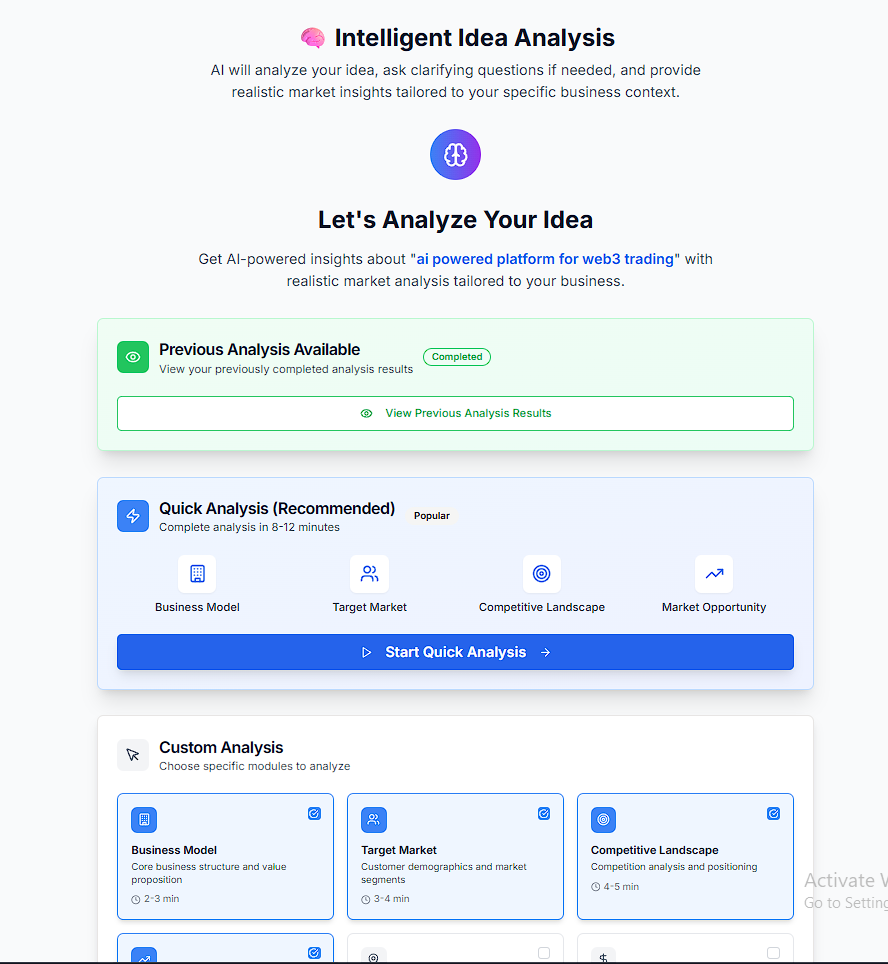 Intelligent Idea Analysis
AI will analyze your idea, ask clarifying questions if needed, and provide
realistic market insights tailored to your specific business context.
Let's Analyze Your Idea
Get AI-powered insights about "ai powered platform for web3 trading" with
realistic market analysis tailored to your business.
Previous Analysis Available
View your previously completed analysis results
Completed
View Previous Analysis Results
Quick Analysis (Recommended)
Complete analysis in 8-12 minutes
Popular
Business Model
Target Market
Competitive Landscape
Market Opportunity
Start Quick Analysis
Custom Analysis
Choose specific modules to analyze
Business Model
Core business structure and value
proposition
2-3 min
Target Market
Customer demographics and market
segments
3-4 min
Competitive Landscape
Competition analysis and positioning
4-5 min
Activate
Go to Setting